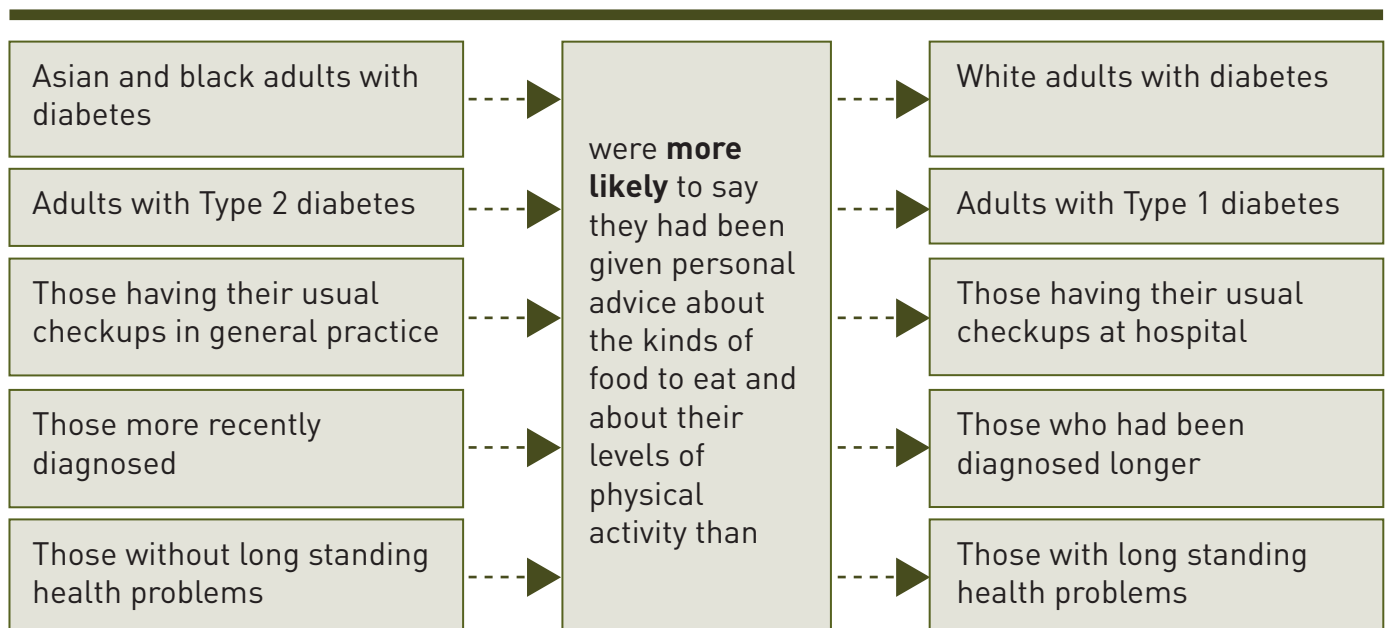 Asian and black adults with
diabetes
Adults with Type 2 diabetes
Those having their usual
checkups in general practice
Those more recently
diagnosed
Those without long standing
health problems
were more
likely to say
they had been
given personal
advice about
the kinds of
food to eat and
about their
levels of
physical
activity than
White adults with diabetes
Adults with Type 1 diabetes
Those having their usual
checkups at hospital
Those who had been
diagnosed longer
Those with long standing
health problems